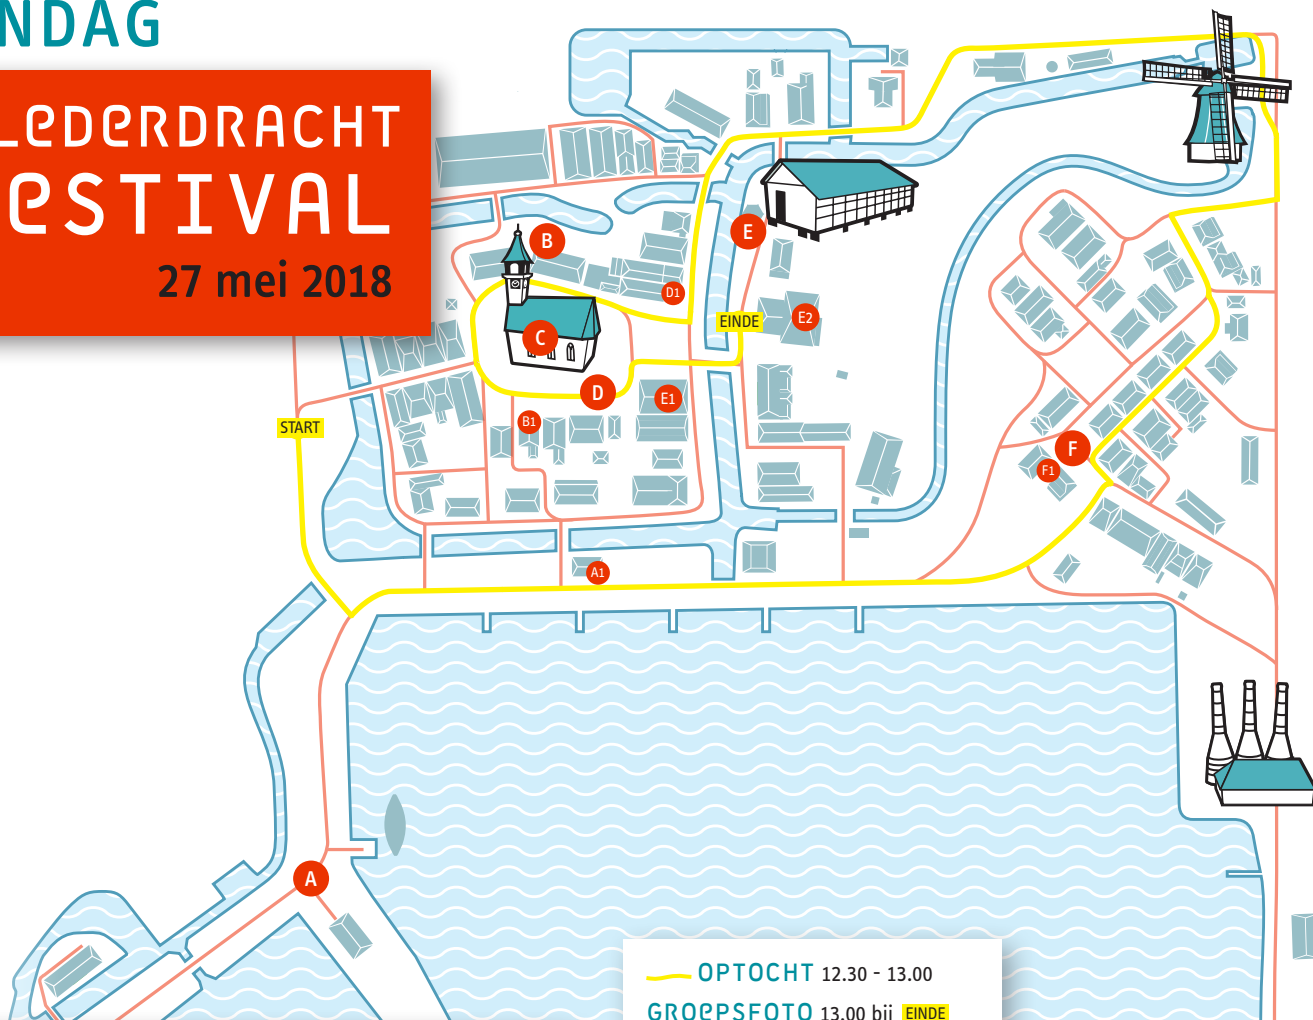 NDAG
LEDERDRACHT
ESTIVAL
27 mei 2018
B
E
D1
EINDE
E2
C
D
E1
B1
START
F
F1
A1
A
OPTOCHT 12.30 - 13.00
GROEPSFOTO 13.00 bij EINDE